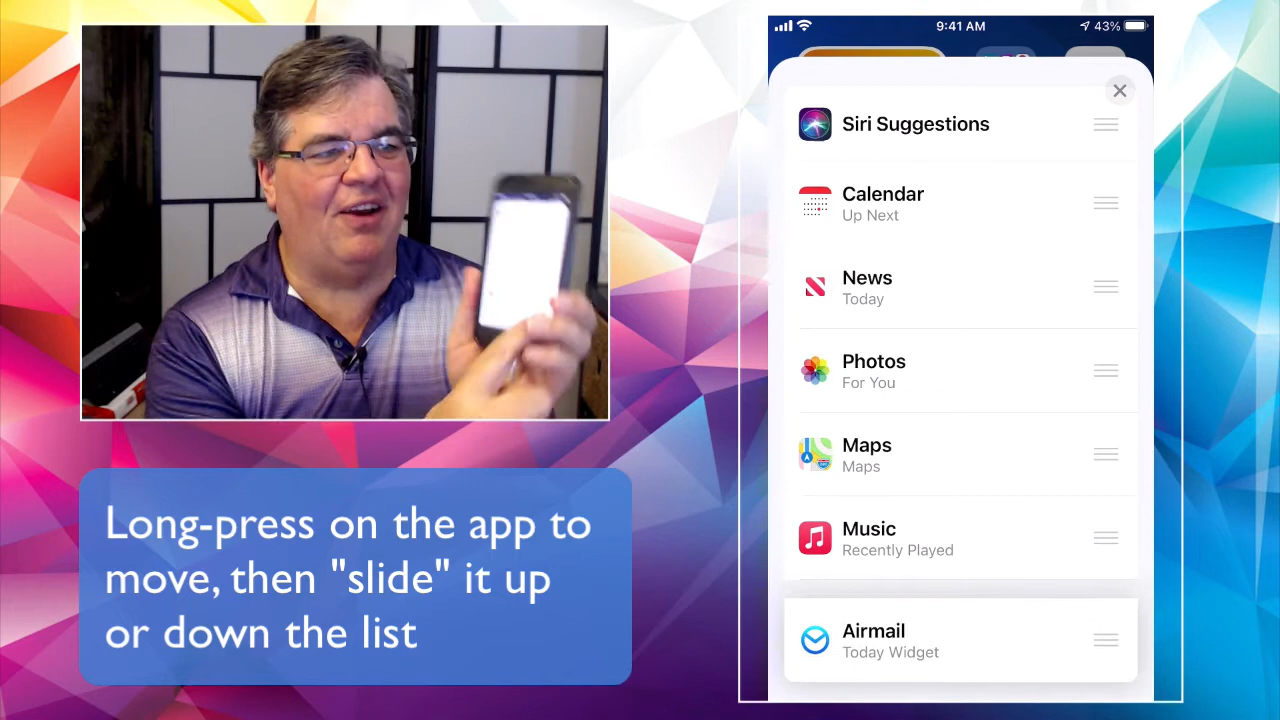 9:41 AM
43%
Siri Suggestions
Calendar
Up Next
News
Today
Photos
For You
Maps
Maps
Music
Recently Played
Airmail
Today Widget
Long-press on the app to
move, then "slide" it up
or down the list